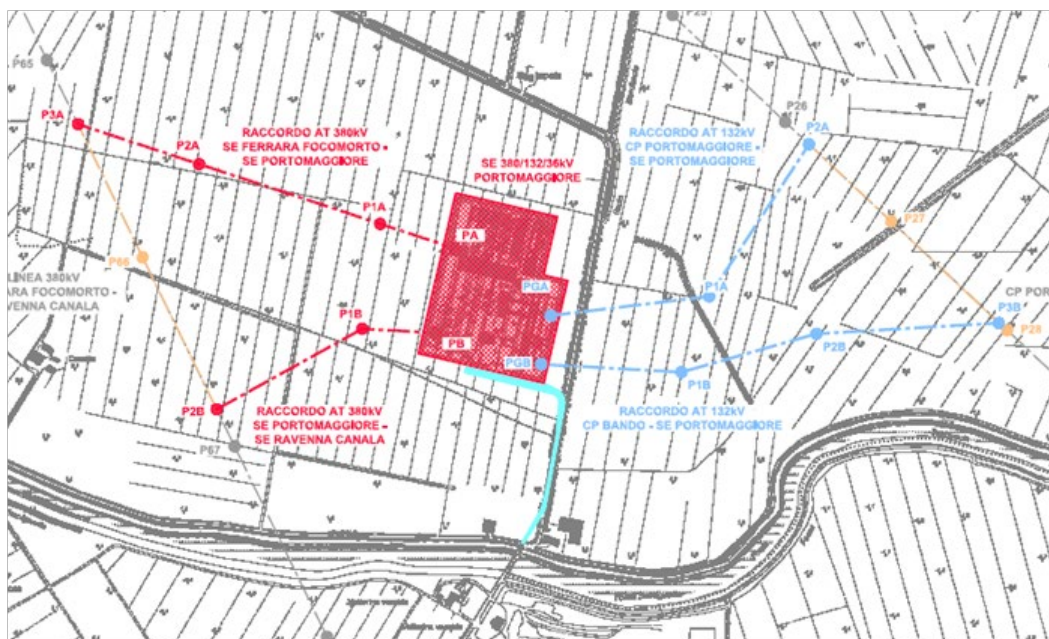 P25
P65
P26
P3A
P2A
RACCORDO AT 380kV
SE FERRARA FOCOMORTO -
SE PORTOMAGGIORE
SE 380/132/36kV
PORTOMAGGIORE
RACCORDO AT 132kV
CP PORTOMAGGIORE -
SE PORTOMAGGIORE
P2A
P1A
PA
P27
P66
LINEA 380kV
ARA FOCOMORTO -
VENNA CANALA
PGA
P1A
CP POR
P3B
P28
P1B
PB
P2B
PGB
P1B
P2B
RACCORDO AT 380kV
SE PORTOMAGGIORE -
SE RAVENNA CANALA
RACCORDO AT 132kV
CP BANDO - SE PORTOMAGGIORE
P67